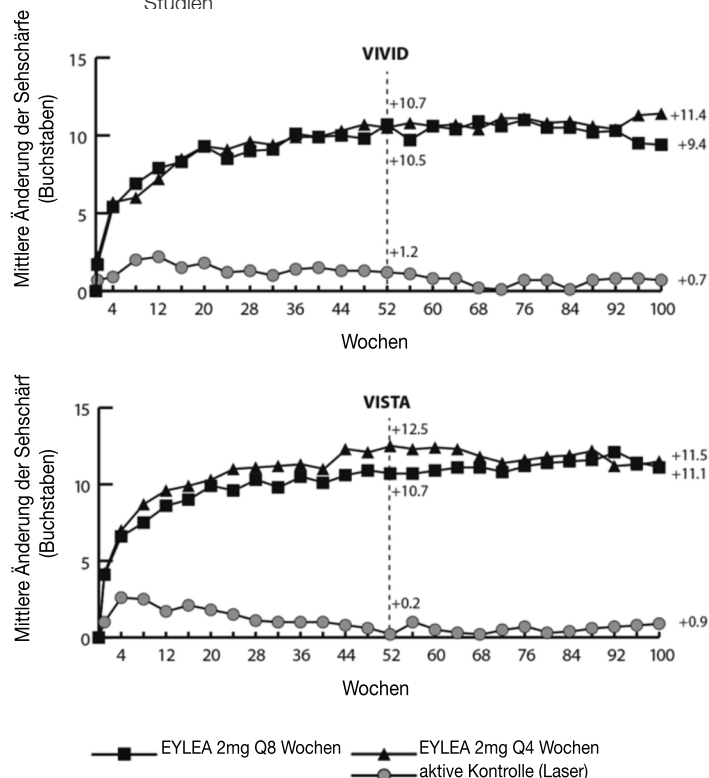 Studien
VIVID
Mittlere Änderung der Sehschärfe
(Buchstaben)
15
10
5
0
+10.7
+10.5
+1.2
+11.4
+9.4
+0.7
4 12 20 28 36 44 52 60 68 76 84 92 100
Wochen
VISTA
Mittlere Änderung der Sehschärf
(Buchstaben)
15
10
5
0
+12.5
+10.7
+0.2
+11.5
+11.1
+0.9
4 12 20 28 36 44 52 60 68 76 84 92 100
Wochen
EYLEA 2mg Q8 Wochen EYLEA 2mg Q4 Wochen
aktive Kontrolle (Laser)